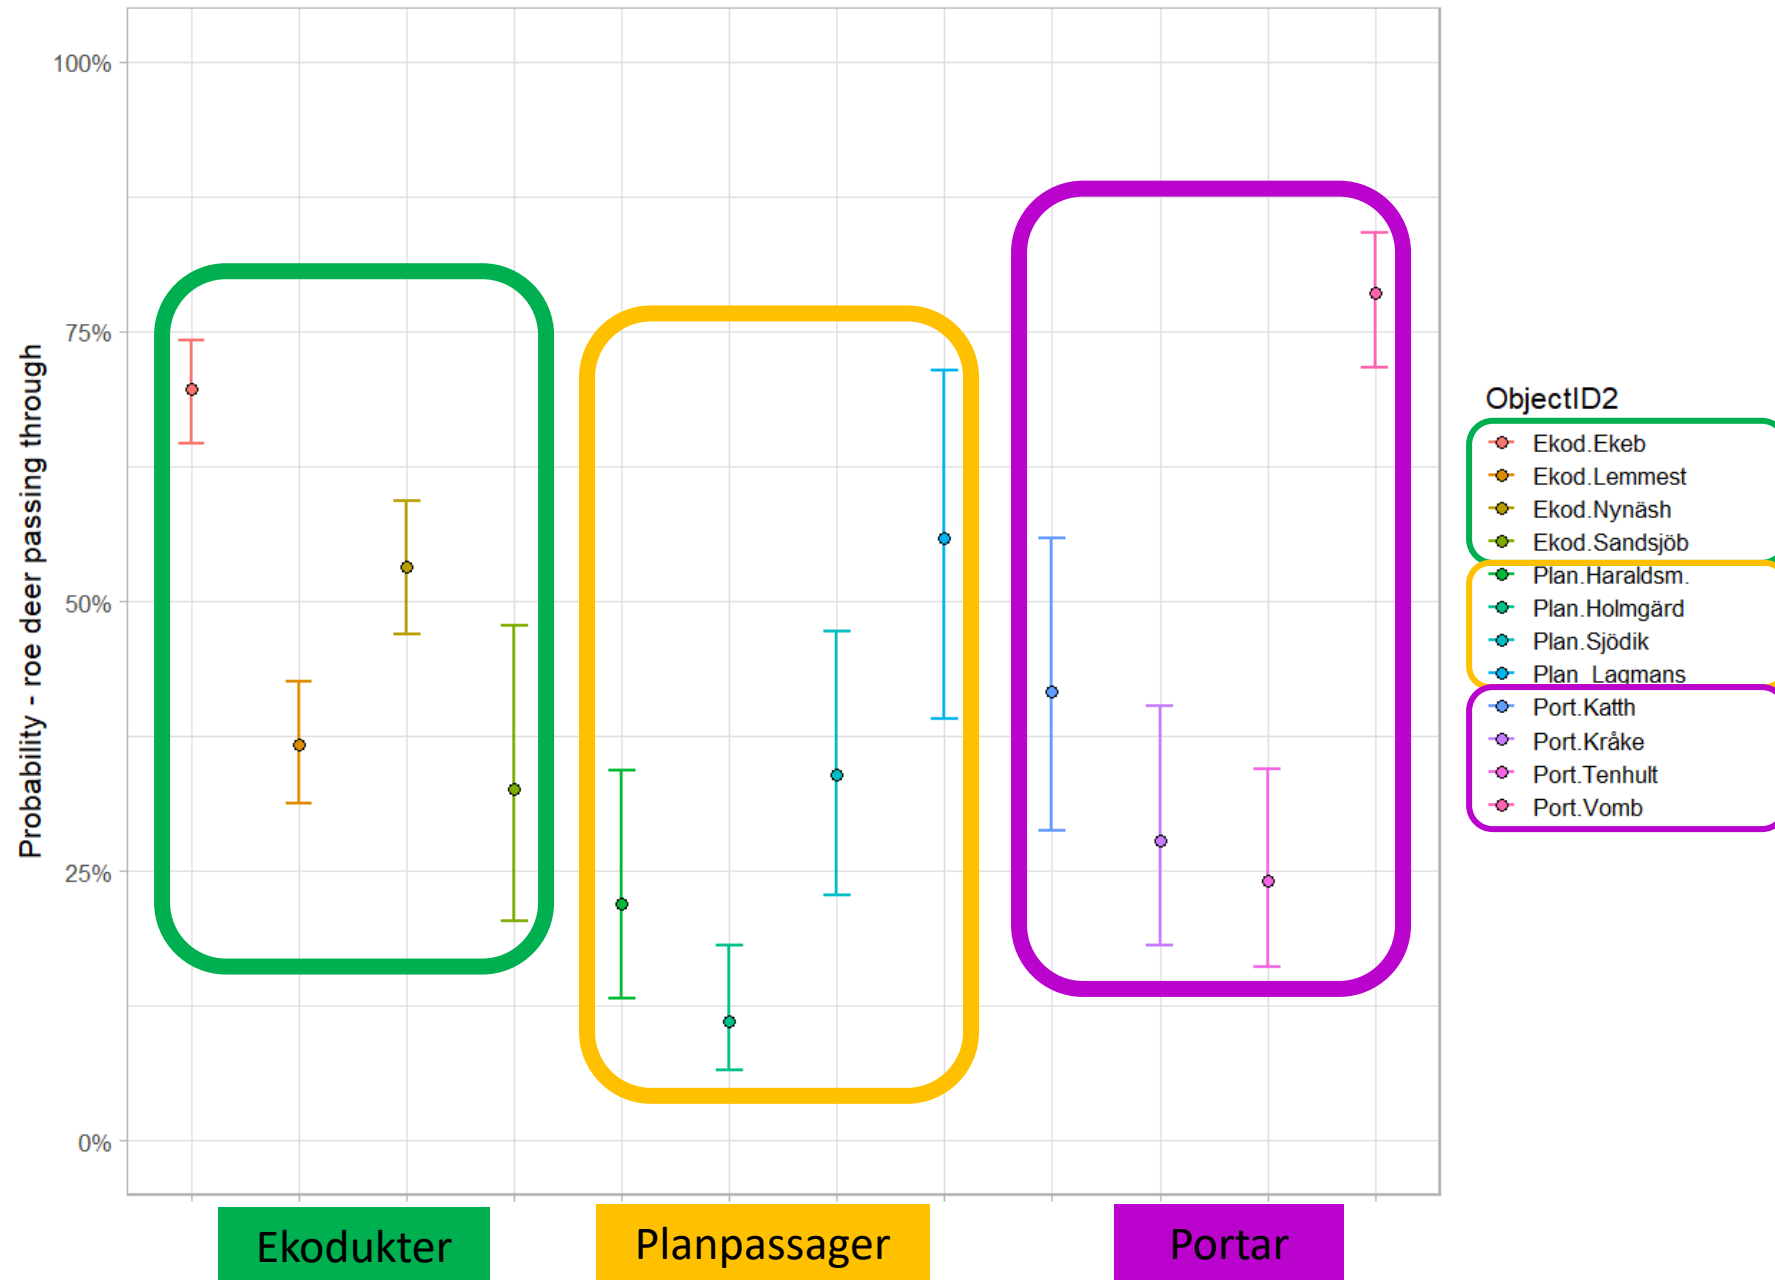 Probability - roe deer passing through
100%
75%
50%
25%
0%
Ekodukter
Planpassager
Portar
ObjectID2
Ekod.Ekeb
Ekod.Lemmest
Ekod.Nynäsh
Ekod.Sandsjöb
Plan.Haraldsm.
Plan.Holmgärd
Plan.Sjödik
Plan_Lagmans
Port.Katth
Port.Kråke
Port.Tenhult
Port.Vomb